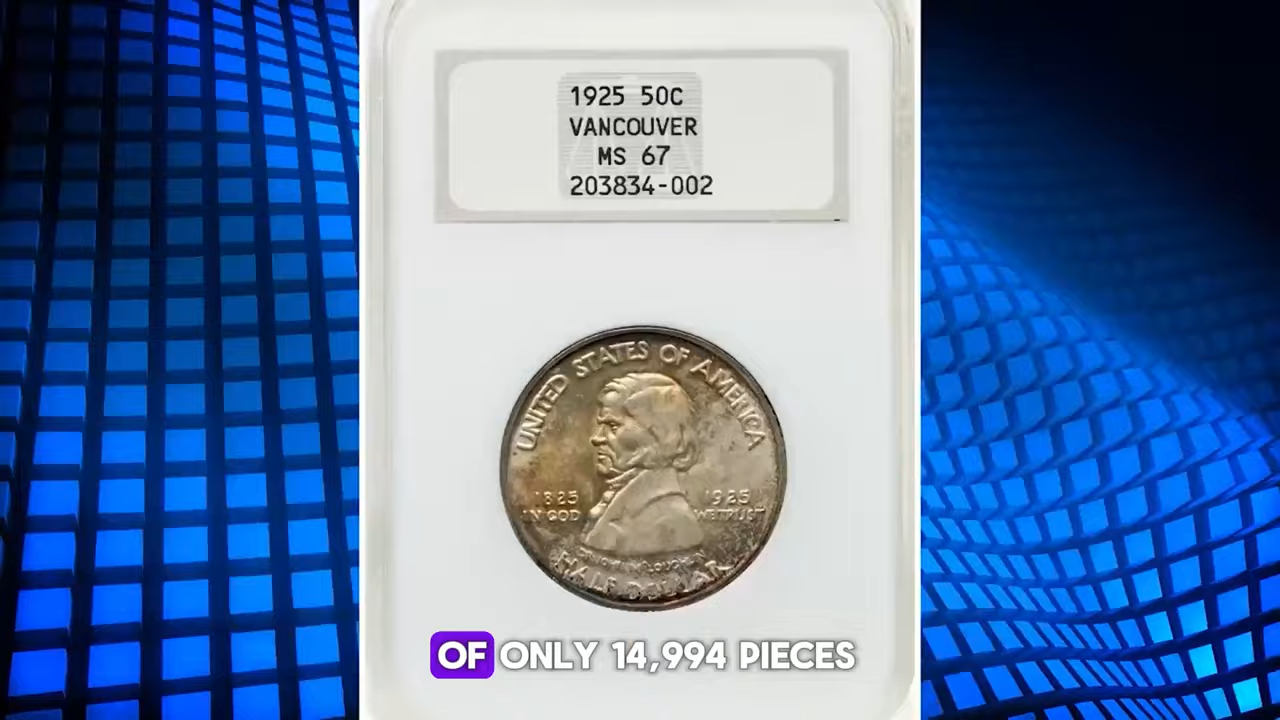 1925 50C
VANCOUVER
MS 67
203834-002
UNITED STATES OF AMERICA
1825 1925
IN GOD WE TRUST
HALF DOLLAR
OF ONLY 14,994 PIECES